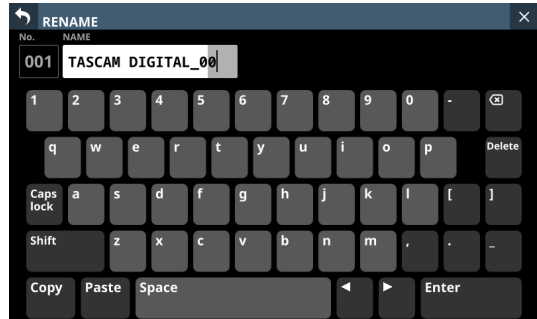 RENAME
No. NAME
001 TASCAM DIGITAL_00
1 2 3 4 5 6 7 8 9 0 -
q w e r t y u i o p Delete
Caps lock a s d f g h j k l [ ]
Shift z x c v b n m , . _
Copy Paste Space ◀ ▶ Enter